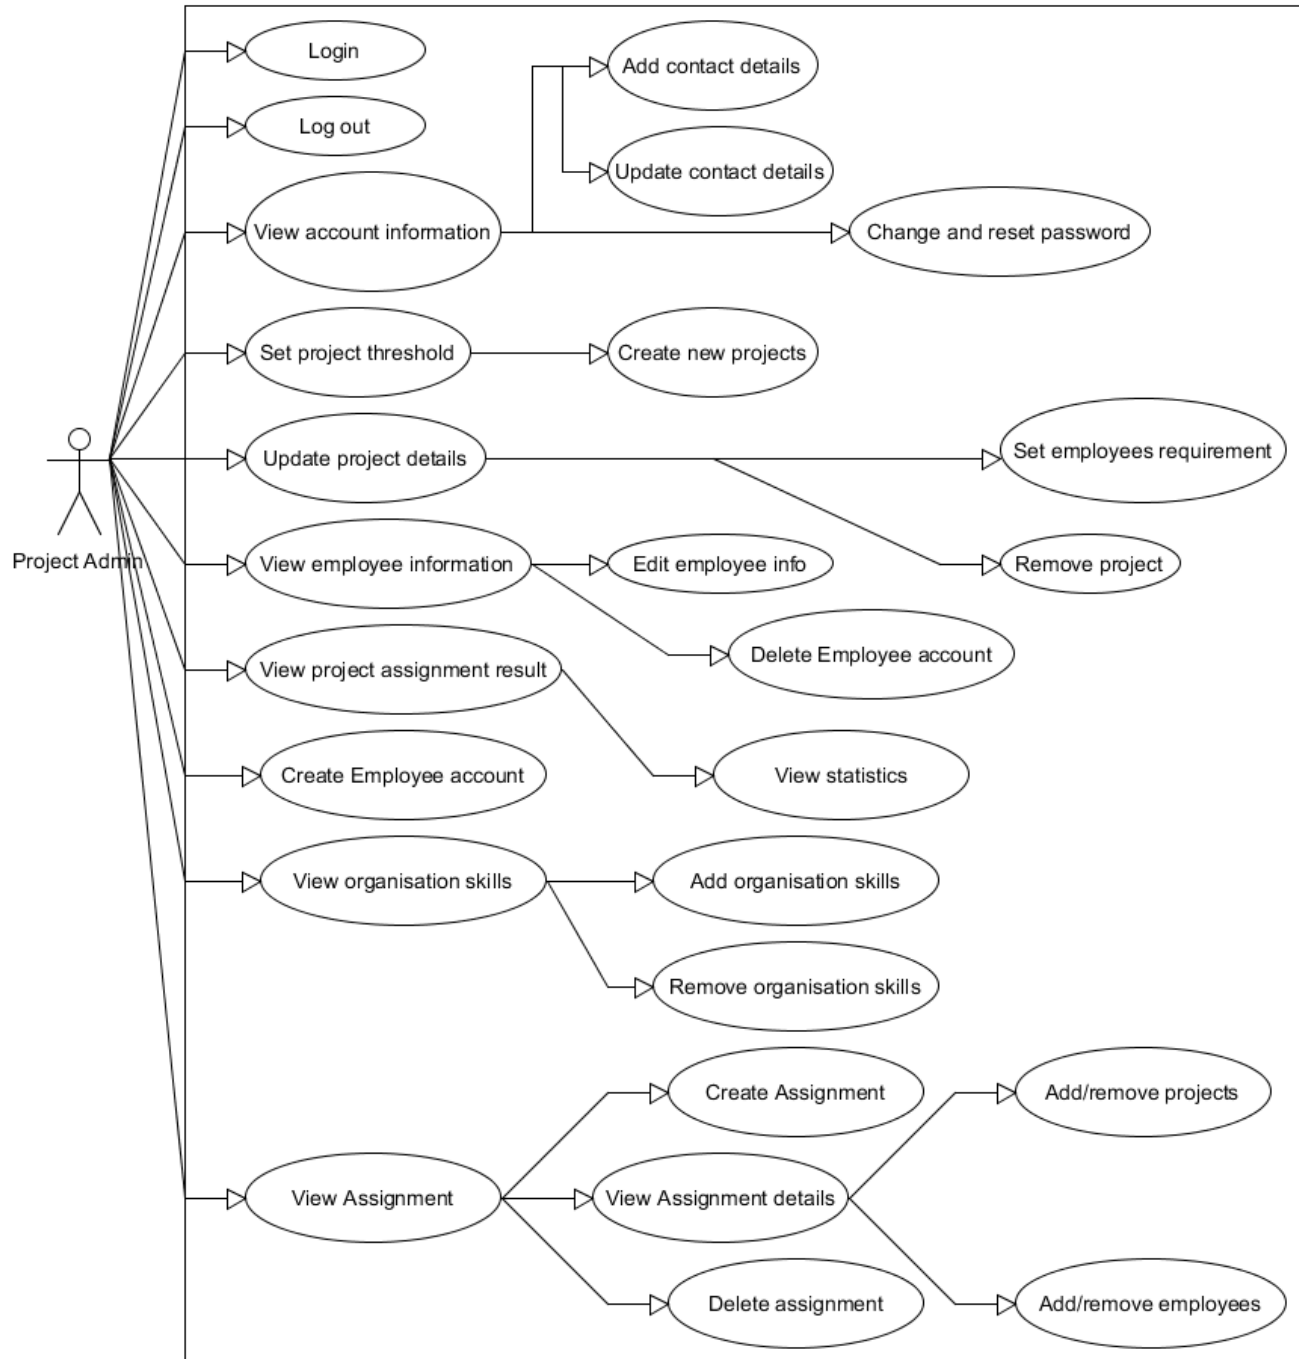 Login
Add contact details
Log out
Update contact details
View account information
Change and reset password
Set project threshold
Create new projects
Update project details
Set employees requirement
Project Admin
View employee information
Edit employee info
Remove project
Delete Employee account
View project assignment result
Create Employee account
View statistics
View organisation skills
Add organisation skills
Remove organisation skills
Create Assignment
Add/remove projects
View Assignment
View Assignment details
Delete assignment
Add/remove employees